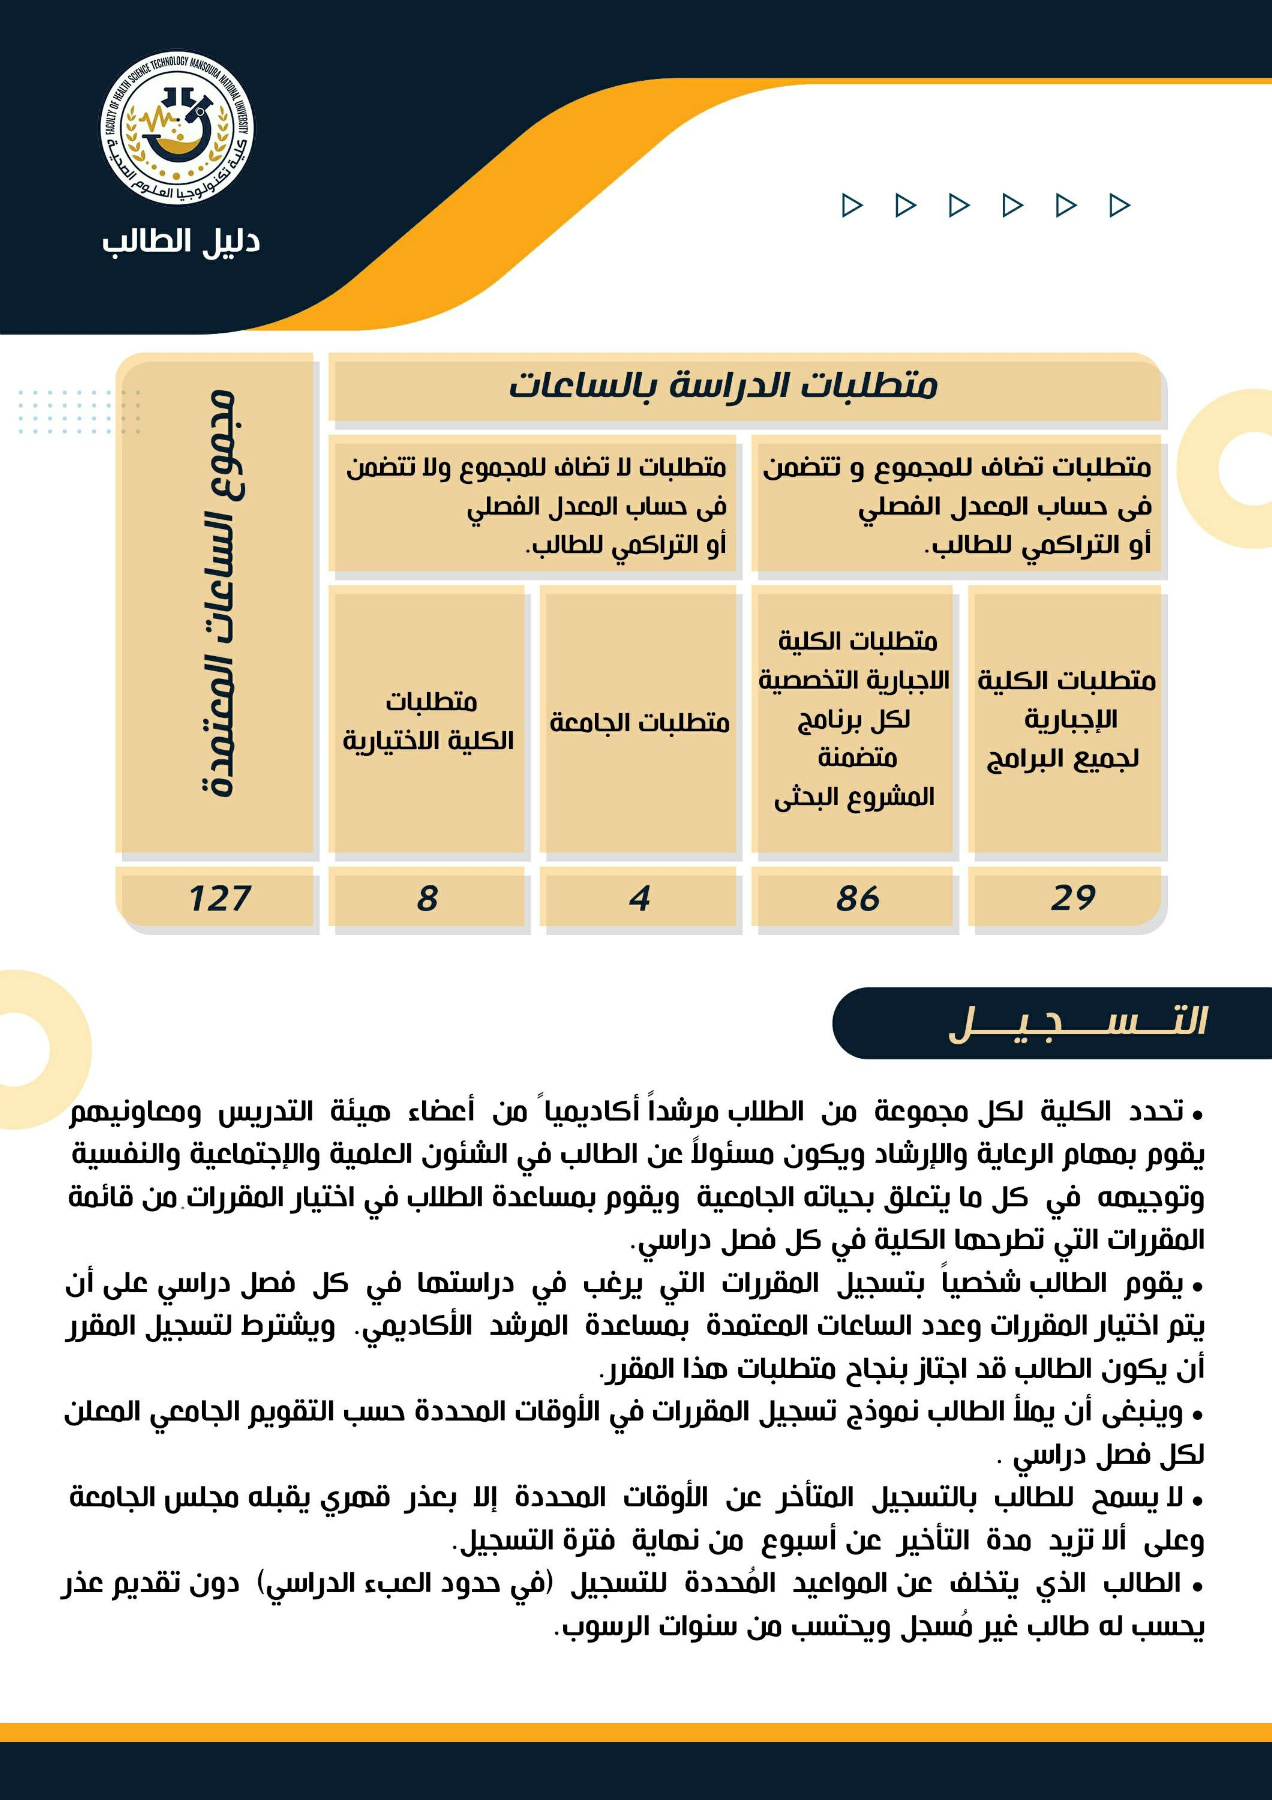 FACULTY OF HEALTH SCIENCE TECHNOLOGY MANSOURA NATIONAL UNIVERSITY
كلية تكنولوجيا العلوم الصحية
دليل الطالب
متطلبات الدراسة بالساعات
مجموع الساعات المعتمدة
متطلبات تضاف للمجموع و تتضمن
فى حساب المعدل الفصلي
أو التراكمي للطالب.
متطلبات لا تضاف للمجموع ولا تتضمن
فى حساب المعدل الفصلي
أو التراكمي للطالب.
متطلبات الكلية
الإجبارية
لجميع البرامج
متطلبات الكلية
الاجبارية التخصصية
لكل برنامج
متضمنة
المشروع البحثى
متطلبات الجامعة
متطلبات
الكلية الاختيارية
29
86
4
8
127
التـــســـجـيـــل
• تحدد الكلية لكل مجموعة من الطلاب مرشداً أكاديمياً من أعضاء هيئة التدريس ومعاونيهم
يقوم بمهام الرعاية والإرشاد ويكون مسئولاً عن الطالب في الشئون العلمية والإجتماعية والنفسية
وتوجيهه في كل ما يتعلق بحياته الجامعية ويقوم بمساعدة الطلاب في اختيار المقررات من قائمة
المقررات التي تطرحها الكلية في كل فصل دراسي.
• يقوم الطالب شخصياً بتسجيل المقررات التي يرغب في دراستها في كل فصل دراسي على أن
يتم اختيار المقررات وعدد الساعات المعتمدة بمساعدة المرشد الأكاديمي. ويشترط لتسجيل المقرر
أن يكون الطالب قد اجتاز بنجاح متطلبات هذا المقرر.
• وينبغى أن يملأ الطالب نموذج تسجيل المقررات في الأوقات المحددة حسب التقويم الجامعي المعلن
لكل فصل دراسي .
• لا يسمح للطالب بالتسجيل المتأخر عن الأوقات المحددة إلا بعذر قهري يقبله مجلس الجامعة
وعلى ألا تزيد مدة التأخير عن أسبوع من نهاية فترة التسجيل.
• الطالب الذي يتخلف عن المواعيد المُحددة للتسجيل (في حدود العبء الدراسي) دون تقديم عذر
يحسب له طالب غير مُسجل ويحتسب من سنوات الرسوب.